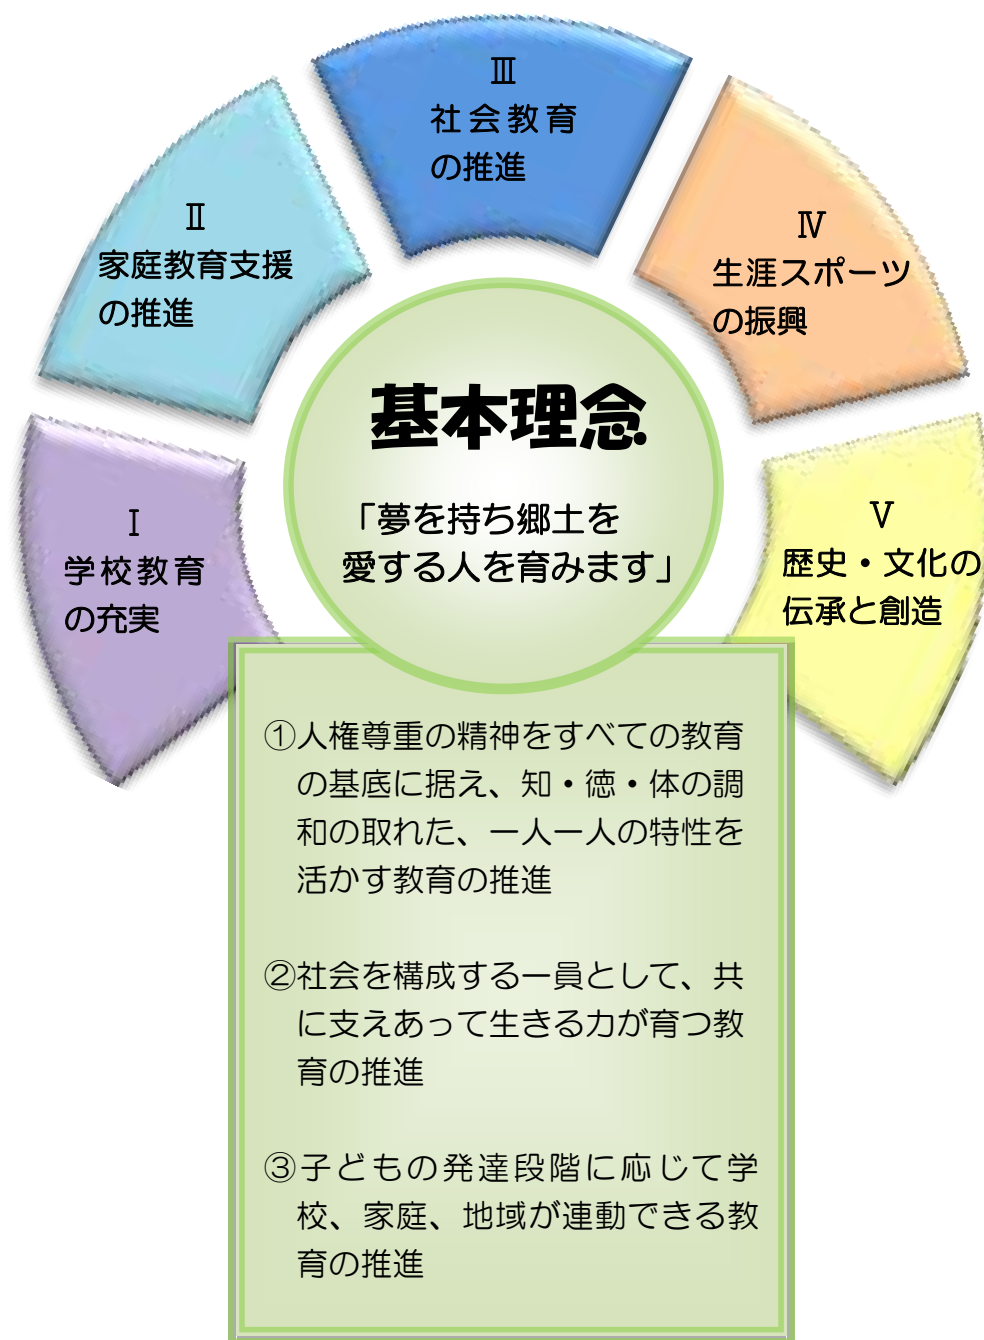 Ⅰ
学校教育
の充実
Ⅱ
家庭教育支援
の推進
Ⅲ
社会教育
の推進
Ⅳ
生涯スポーツ
の振興
Ⅴ
歴史・文化の
伝承と創造
基本理念
「夢を持ち郷土を
愛する人を育みます」
①人権尊重の精神をすべての教育
の基底に据え、知・徳・体の調
和の取れた、一人一人の特性を
活かす教育の推進
②社会を構成する一員として、共
に支えあって生きる力が育つ教
育の推進
③子どもの発達段階に応じて学
校、家庭、地域が連動できる教
育の推進